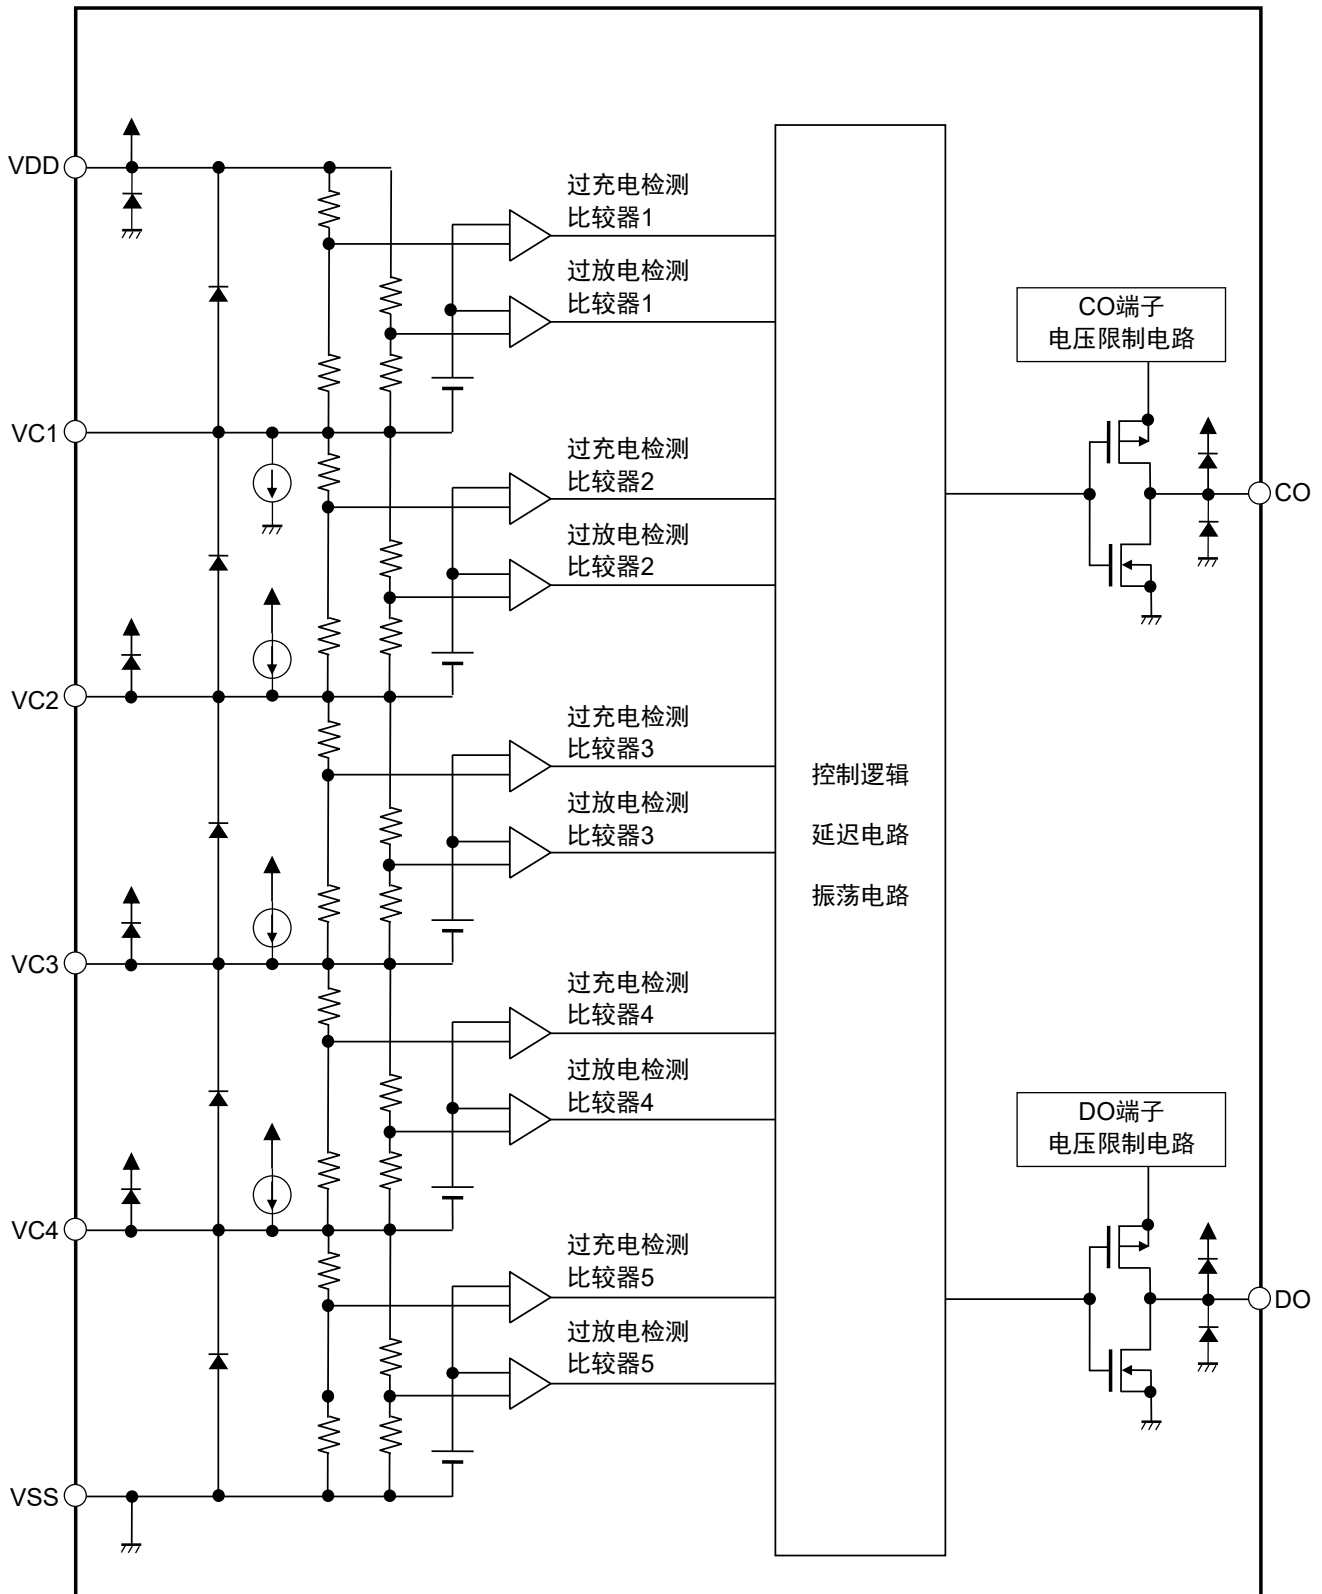 VDD
过充电检测
比较器1
过放电检测
比较器1
CO端子
电压限制电路
VC1
过充电检测
比较器2
CO
过放电检测
比较器2
VC2
过充电检测
比较器3
控制逻辑
过放电检测
比较器3
延迟电路
振荡电路
VC3
过充电检测
比较器4
过放电检测
比较器4
DO端子
电压限制电路
VC4
过充电检测
比较器5
DO
过放电检测
比较器5
VSS